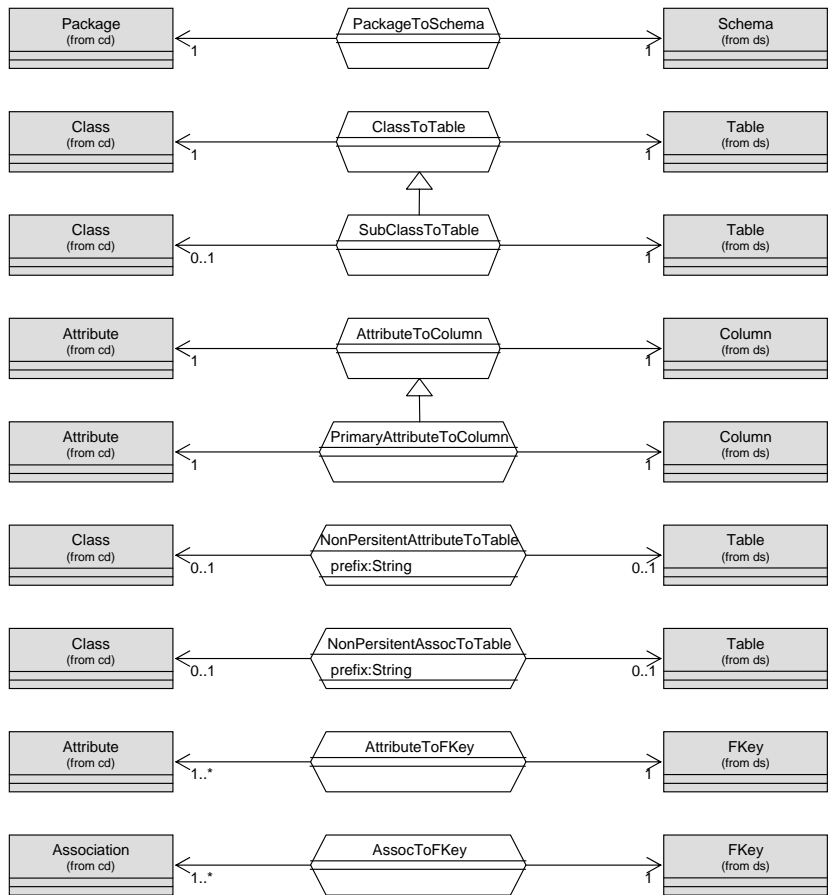 Package
(from cd)
1
PackageToSchema
1
Schema
(from ds)
Class
(from cd)
1
ClassToTable
1
Table
(from ds)
Class
(from cd)
0..1
SubClassToTable
1
Table
(from ds)
Attribute
(from cd)
1
AttributeToColumn
1
Column
(from ds)
Attribute
(from cd)
1
PrimaryAttributeToColumn
1
Column
(from ds)
Class
(from cd)
0..1
NonPersitentAttributeToTable
prefix:String
0..1
Table
(from ds)
Class
(from cd)
0..1
NonPersitentAssocToTable
prefix:String
0..1
Table
(from ds)
Attribute
(from cd)
1..*
AttributeToFKey
1
FKey
(from ds)
Association
(from cd)
1..*
AssocToFKey
1
FKey
(from ds)